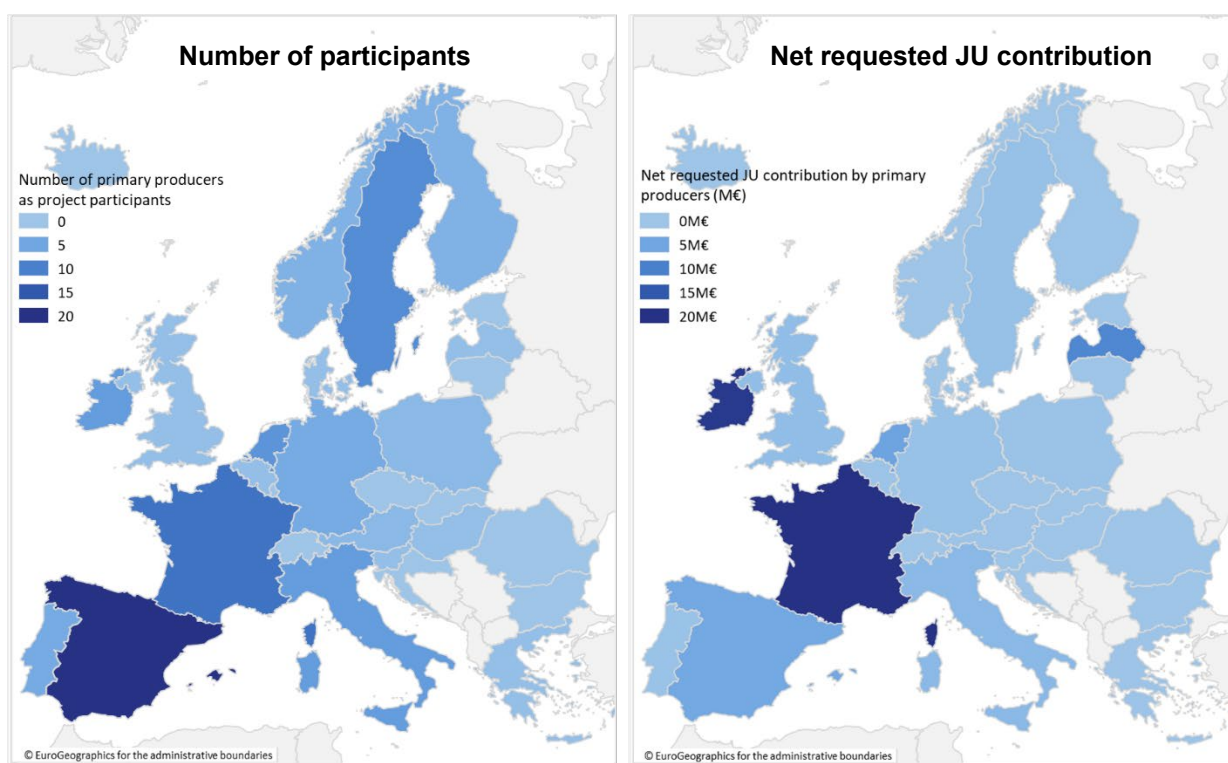 Number of participants
Number of primary producers
as project participants
0
5
10
15
20
© EuroGeographics for the administrative boundaries
Net requested JU contribution
Net requested JU contribution by primary
producers (M€)
0M€
5M€
10M€
15M€
20M€
© EuroGeographics for the administrative boundaries